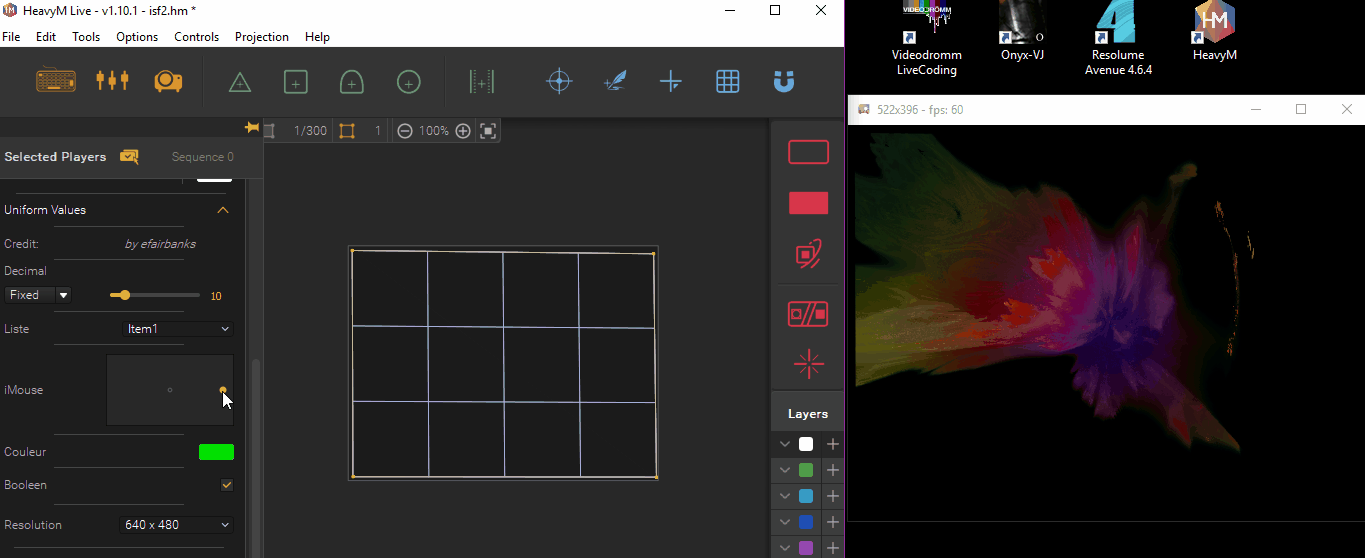 HeavyM Live - v1.10.1 - isf2.hm *
File Edit Tools Options Controls Projection Help
1/300 1 100%
Selected Players Sequence 0
Uniform Values
Credit: by efairbanks
Decimal
Fixed 10
Liste Item1
iMouse
Couleur
Booleen
Resolution 640 x 480
Layers
VIDEODROMM
Videodromm
LiveCoding
Onyx-VJ
4
Resolume
Avenue 4.6.4
HM
HeavyM
522x396 - fps: 60